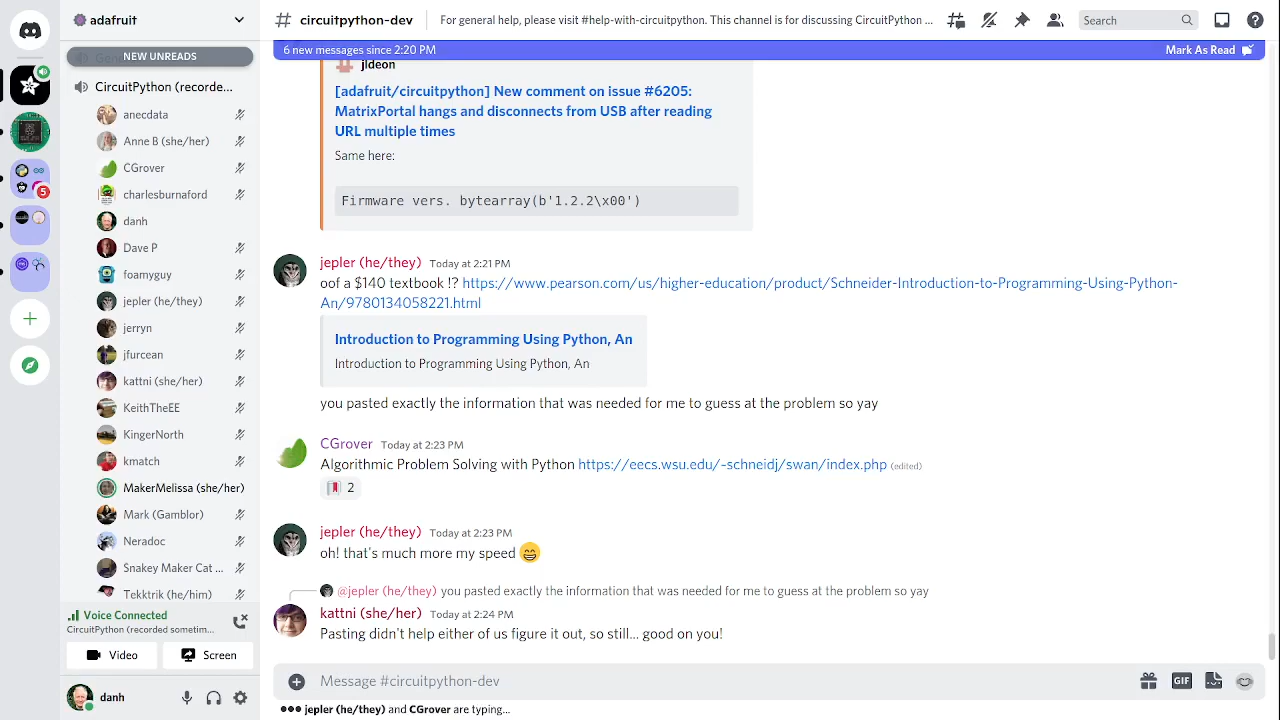 adafruit
NEW UNREADS
CircuitPython (recorde...
anecdata
Anne B (she/her)
CGrover
charlesburnaford
danh
Dave P
foamyguy
jepler (he/they)
jerryn
jfurcean
kattni (she/her)
KeithTheEE
KingerNorth
kmatch
MakerMelissa (she/her)
Mark (Gamblor)
Neradoc
Snakey Maker Cat ...
Tekktrik (he/him)
Voice Connected
CircuitPython (recorded sometim...
Video
Screen
danh
5
# circuitpython-dev
For general help, please visit #help-with-circuitpython. This channel is for discussing CircuitPython ...
Search
6 new messages since 2:20 PM
Mark As Read
jldeon
[adafruit/circuitpython] New comment on issue #6205:
MatrixPortal hangs and disconnects from USB after reading
URL multiple times
Same here:
Firmware vers. bytearray(b'1.2.2\x00')
jepler (he/they) Today at 2:21 PM
oof a $140 textbook !? https://www.pearson.com/us/higher-education/product/Schneider-Introduction-to-Programming-Using-Python-
An/9780134058221.html
Introduction to Programming Using Python, An
Introduction to Programming Using Python, An
you pasted exactly the information that was needed for me to guess at the problem so yay
CGrover Today at 2:23 PM
Algorithmic Problem Solving with Python https://eecs.wsu.edu/~schneidj/swan/index.php (edited)
2
jepler (he/they) Today at 2:23 PM
oh! that's much more my speed
@jepler (he/they) you pasted exactly the information that was needed for me to guess at the problem so yay
kattni (she/her) Today at 2:24 PM
Pasting didn't help either of us figure it out, so still... good on you!
Message #circuitpython-dev
GIF
jepler (he/they) and CGrover are typing...